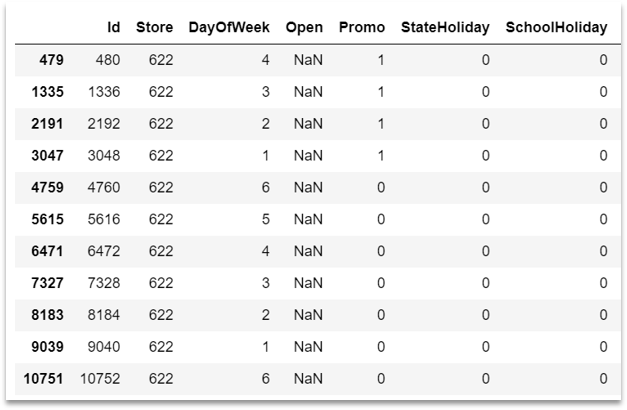 Id Store DayOfWeek Open Promo StateHoliday SchoolHoliday
479 480 622 4 NaN 1 0 0
1335 1336 622 3 NaN 1 0 0
2191 2192 622 2 NaN 1 0 0
3047 3048 622 1 NaN 1 0 0
4759 4760 622 6 NaN 0 0 0
5615 5616 622 5 NaN 0 0 0
6471 6472 622 4 NaN 0 0 0
7327 7328 622 3 NaN 0 0 0
8183 8184 622 2 NaN 0 0 0
9039 9040 622 1 NaN 0 0 0
10751 10752 622 6 NaN 0 0 0